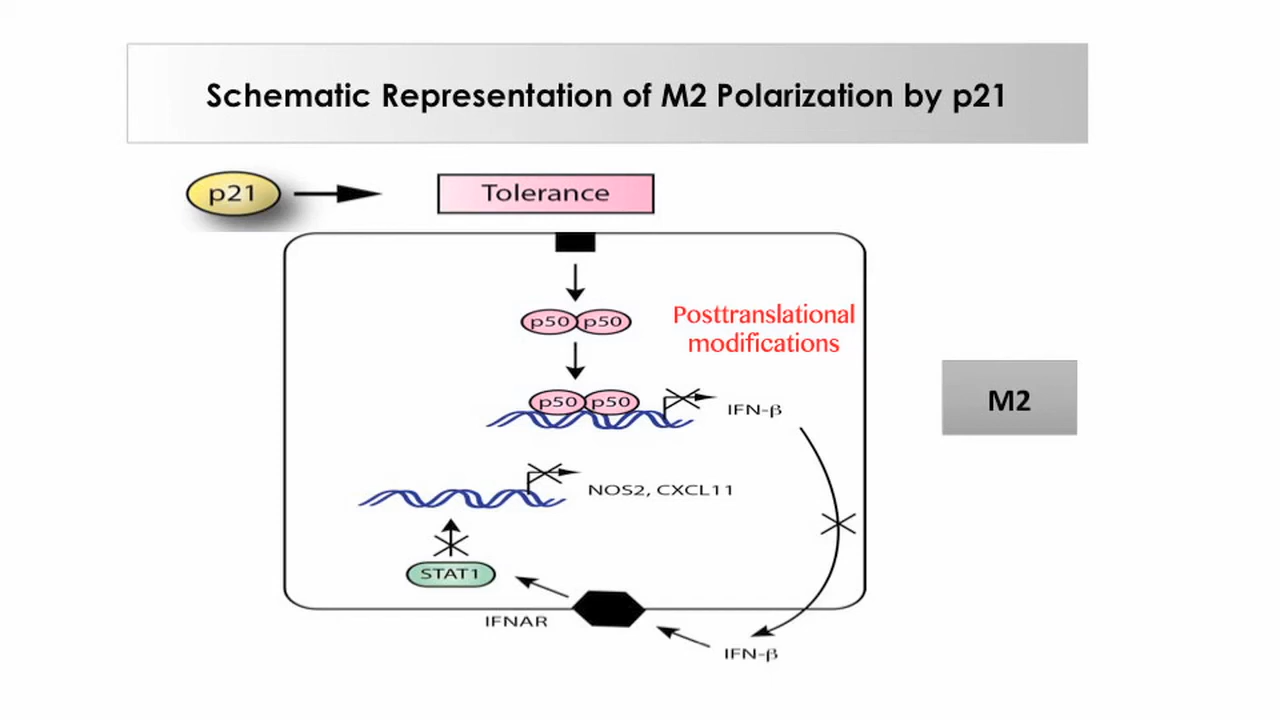 Schematic Representation of M2 Polarization by p21
p21
Tolerance
p50 p50
Posttranslational
modifications
p50 p50
IFN-β
M2
NOS2, CXCL11
STAT1
IFNAR
IFN-β